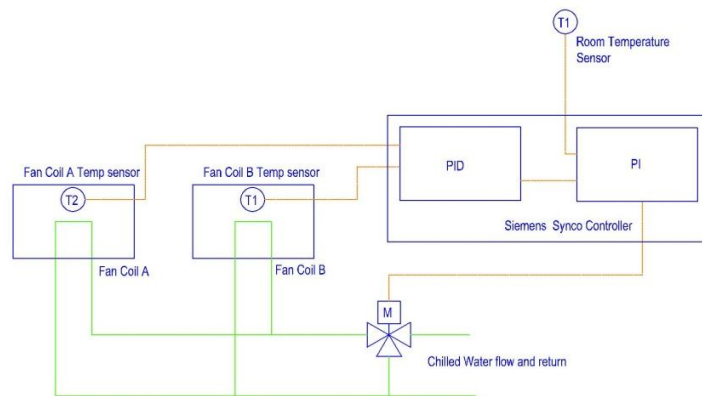 T1
Room Temperature
Sensor
PID
PI
Fan Coil A Temp sensor
Fan Coil B Temp sensor
T2
T1
Siemens Synco Controller
Fan Coil A
Fan Coil B
M
Chilled Water flow and return